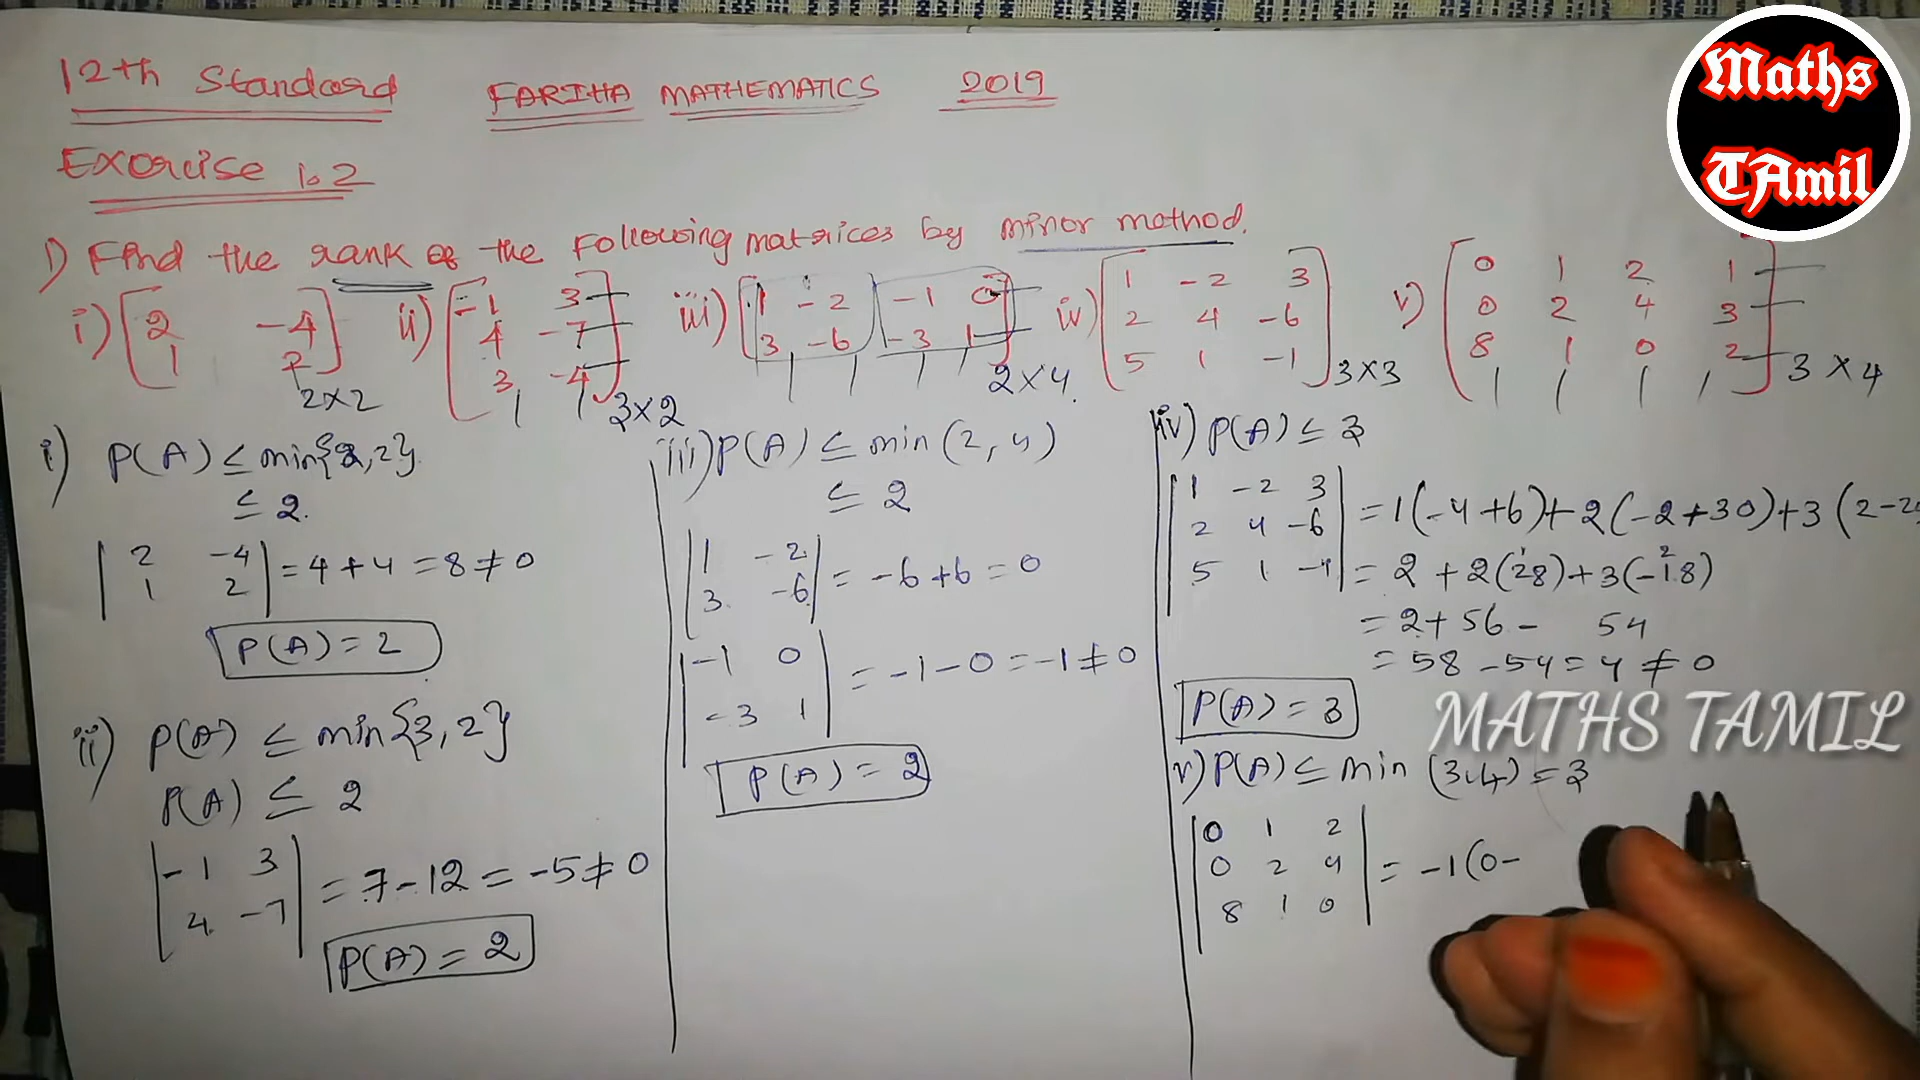 12th Standard FARITHA MATHEMATICS 2019
Exercise 1.2
1) Find the rank of the following matrices by minor method.
i) [2 -4
1 2] 2×2
ii) [-1 3
4 -7
3 -4] 3×2
iii) [1 -2 -1 0
3 -6 -3 1] 2×4
iv) [1 -2 3
2 4 -6
5 1 -1] 3×3
v) [0 1 2 1
0 2 4 3
8 1 0 2] 3×4
i) P(A) ≤ min{2,2}
≤ 2.
|2 -4
1 2| = 4+4 = 8 ≠ 0
P(A) = 2
ii) P(A) ≤ min{3,2}
P(A) ≤ 2
|-1 3
4 -7| = 7-12 = -5 ≠ 0
P(A) = 2
iii) P(A) ≤ min(2,4)
≤ 2
|1 -2
3 -6| = -6+6 = 0
|-1 0
-3 1| = -1-0 = -1 ≠ 0
P(A) = 2
iv) P(A) ≤ 3
|1 -2 3
2 4 -6
5 1 -1| = 1(-4+6)+2(-2+30)+3(2-2
= 2+2(28)+3(-18)
= 2+56-54
= 58-54 = 4 ≠ 0
P(A) = 3
v) P(A) ≤ min (3,4) = 3
|0 1 2
0 2 4
8 1 0| = -1(0-
Maths
TAmil
MATHS TAMIL